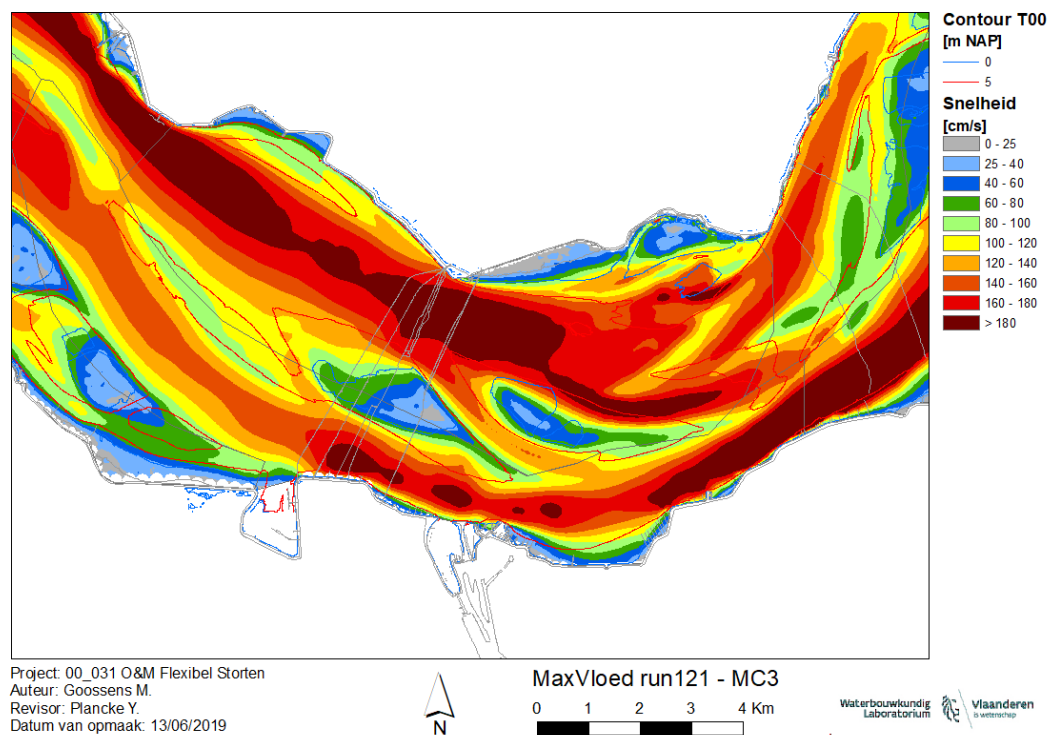 Contour T00
[m NAP]
0
5
Snelheid
[cm/s]
0 - 25
25 - 40
40 - 60
60 - 80
80 - 100
100 - 120
120 - 140
140 - 160
160 - 180
> 180
Project: 00_031 O&M Flexibel Storten
Auteur: Goossens M.
Revisor: Plancke Y.
Datum van opmaak: 13/06/2019
N
MaxVloed run121 - MC3
0 1 2 3 4 Km
Waterbouwkundig
Laboratorium
Vlaanderen
is wetenschap